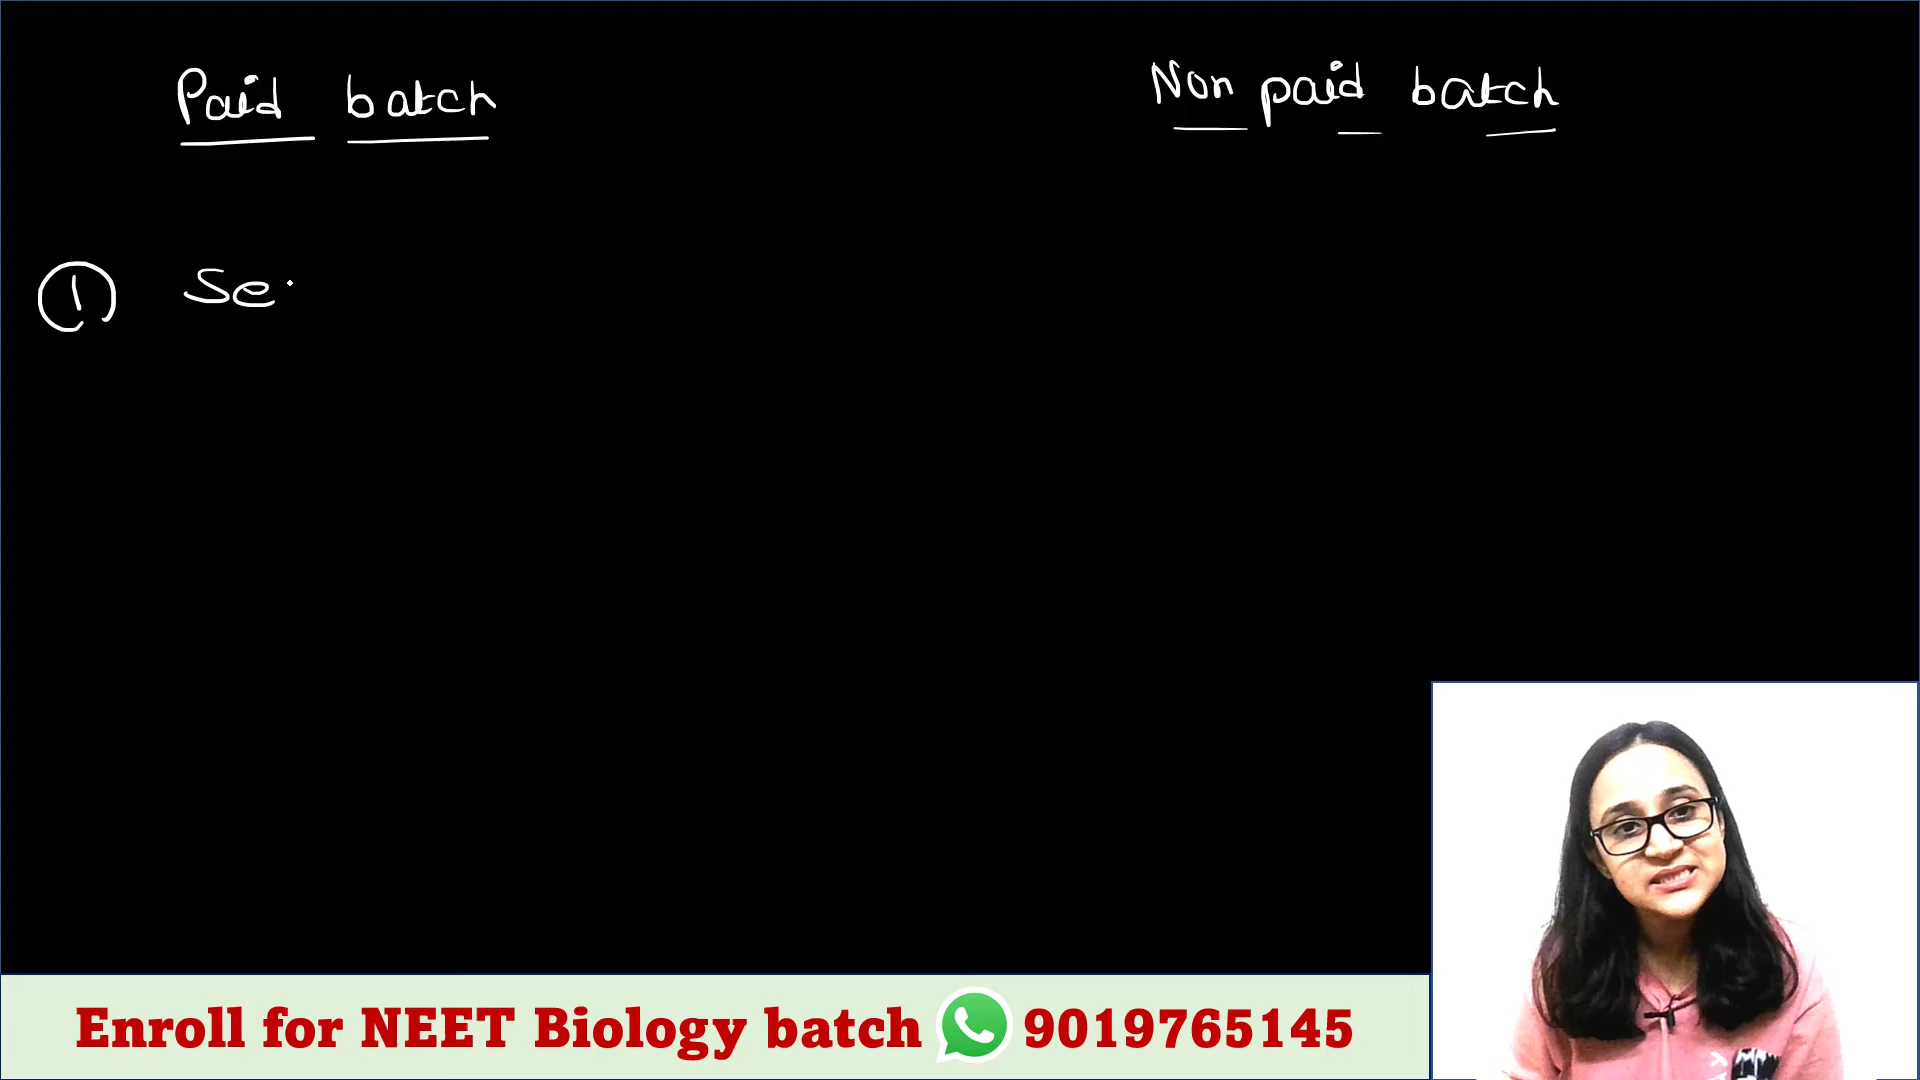 Paid batch
Non paid batch
1 Se
Enroll for NEET Biology batch 9019765145